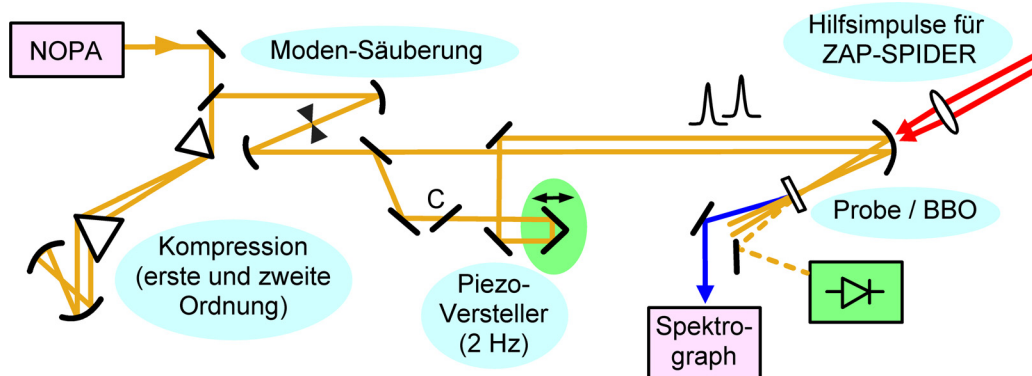 NOPA
Moden-Säuberung
Hilfsimpulse für
ZAP-SPIDER
C
Probe / BBO
Kompression
(erste und zweite
Ordnung)
Piezo-
Versteller
(2 Hz)
Spektro-
graph